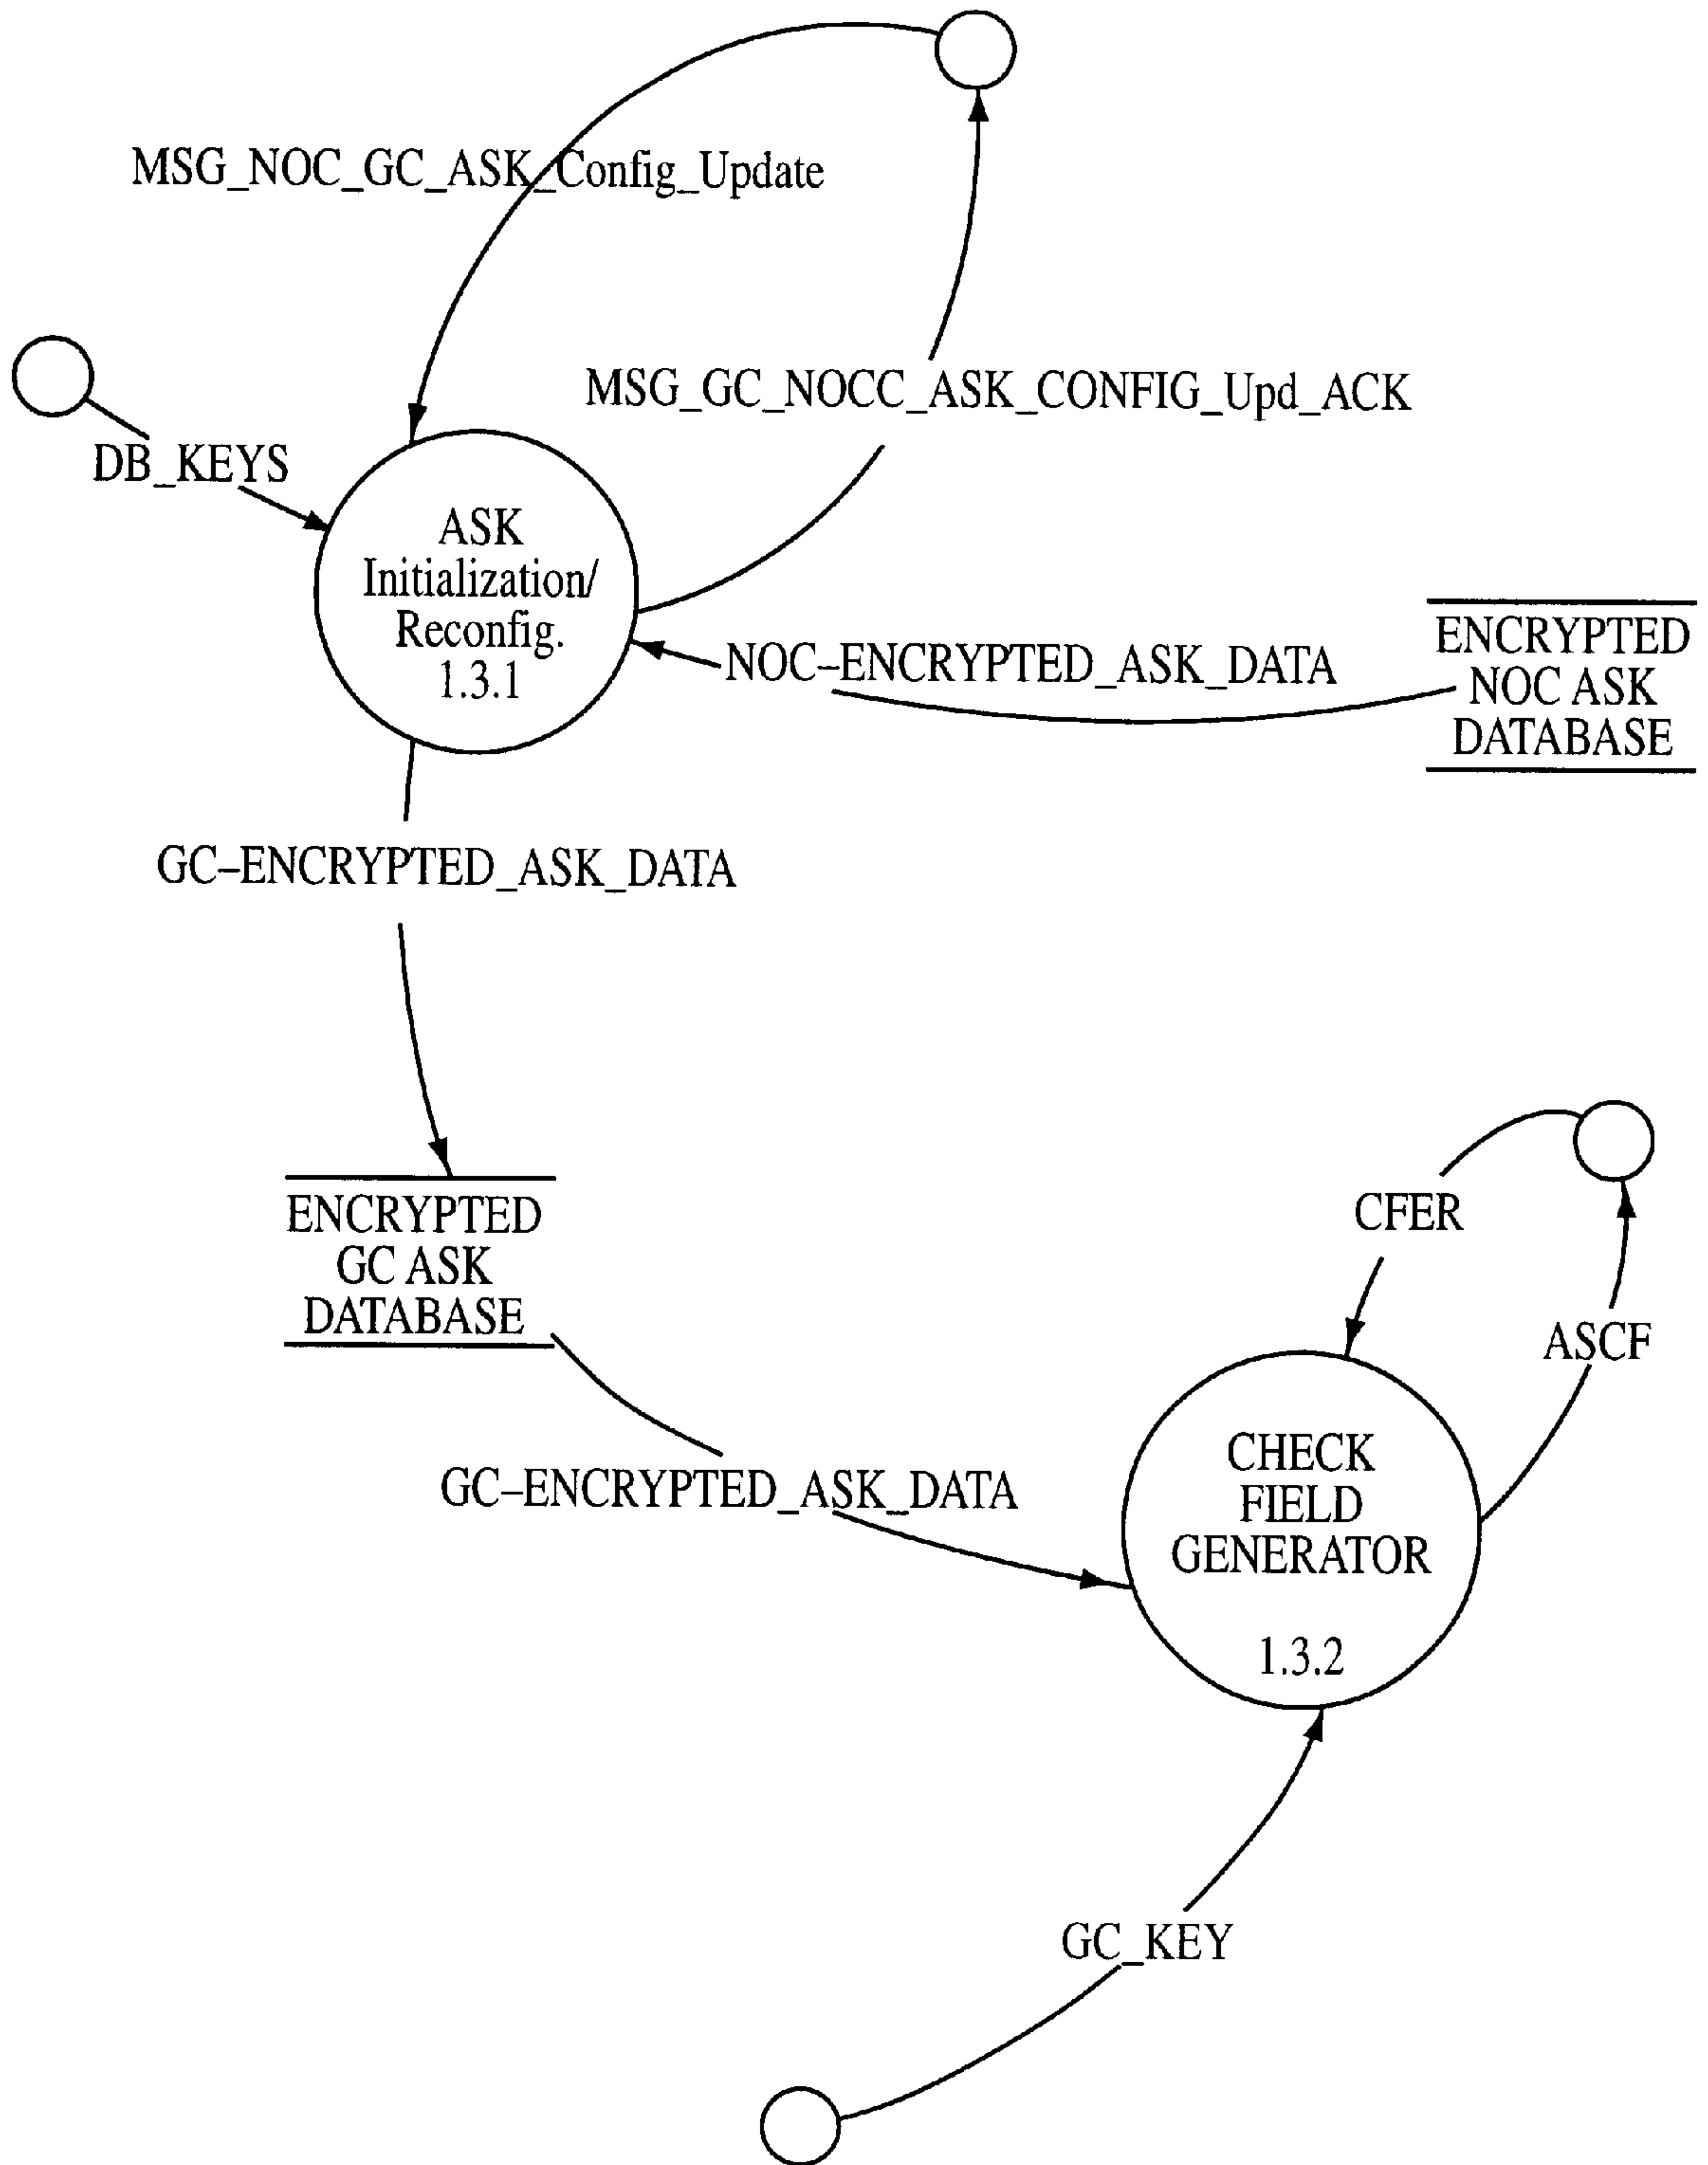 MSG_NOC_GC_ASK_Config_Update
MSG_GC_NOCC_ASK_CONFIG_Upd_ACK
DB_KEYS
ASK
Initialization/
Reconfig.
1.3.1
NOC–ENCRYPTED_ASK_DATA
ENCRYPTED
NOC ASK
DATABASE
GC–ENCRYPTED_ASK_DATA
ENCRYPTED
GC ASK
DATABASE
CFER
ASCF
GC–ENCRYPTED_ASK_DATA
CHECK
FIELD
GENERATOR
1.3.2
GC_KEY